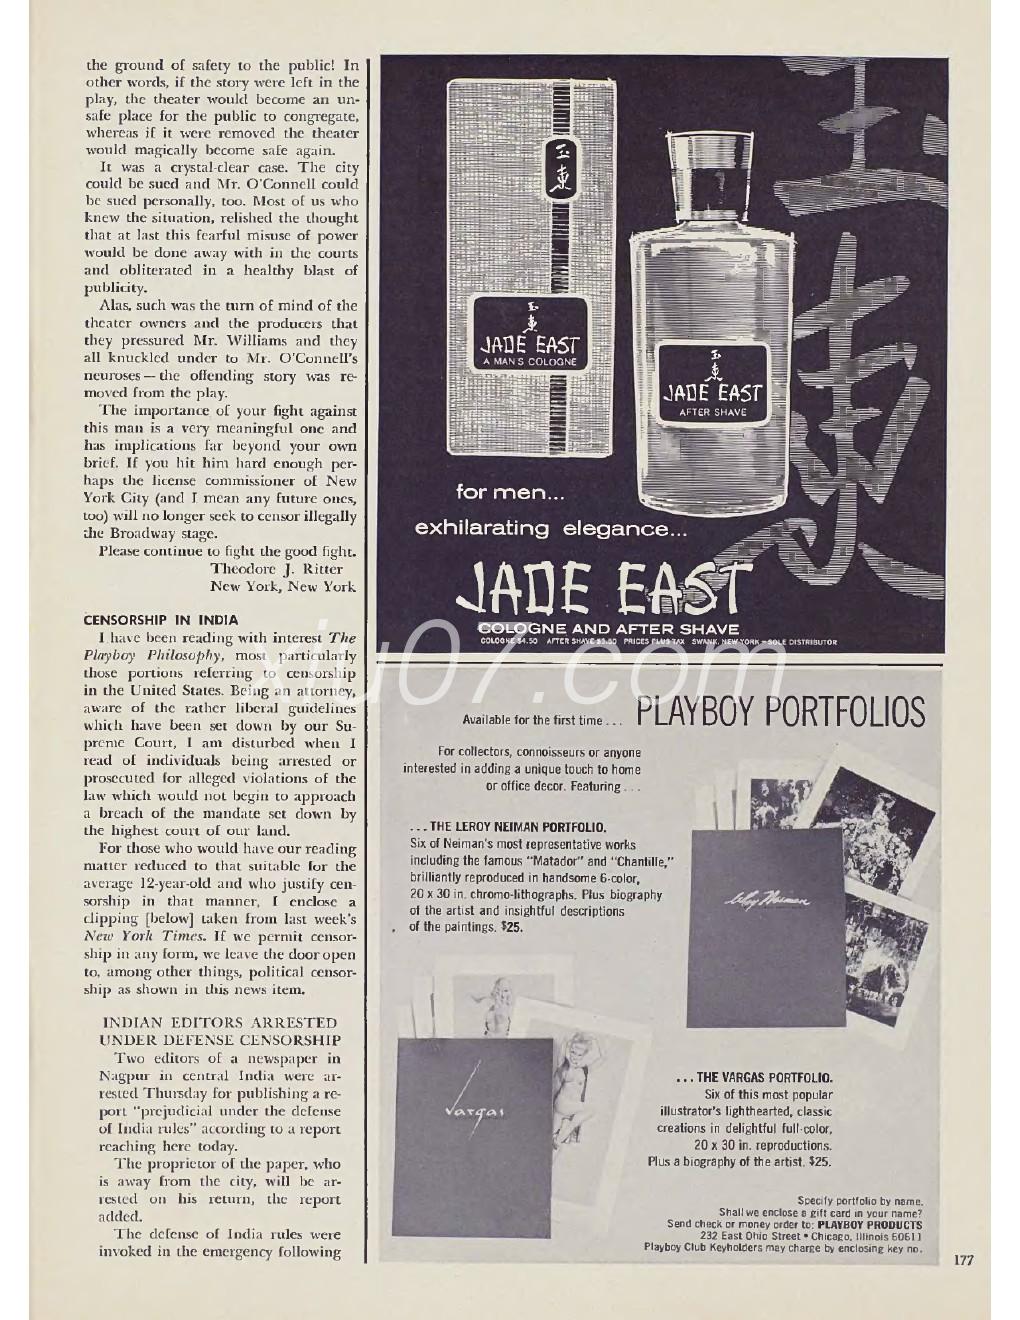 the ground of safety to the public! In
other words, if the story were left in the
play, the theater would become an un-
safe place for the public to congregate,
whereas if it were removed the theater
would magically become safe again.
It was a crystal-clear case. The city
could be sued and Mr. O'Connell could
be sued personally, too. Most of us who
knew the situation, relished the thought
that at last this fearful misuse of power
would be done away with in the courts
and obliterated in a healthy blast of
publicity.
Alas, such was the turn of mind of the
theater owners and the producers that
they pressured Mr. Williams and they
all knuckled under to Mr. O'Connell's
neuroses—the offending story was re-
moved from the play.
The importance of your fight against
this man is a very meaningful one and
has implications far beyond your own
brief. If you hit him hard enough per-
haps the license commissioner of New
York City (and I mean any future ones,
too) will no longer seek to censor illegally
the Broadway stage.
Please continue to fight the good fight.
Theodore J. Ritter
New York, New York
CENSORSHIP IN INDIA
I have been reading with interest The
Playboy Philosophy, most particularly
those portions referring to censorship
in the United States. Being an attorney,
aware of the rather liberal guidelines
which have been set down by our Su-
preme Court, I am disturbed when I
read of individuals being arrested or
prosecuted for alleged violations of the
law which would not begin to approach
a breach of the mandate set down by
the highest court of our land.
For those who would have our reading
matter reduced to that suitable for the
average 12-year-old and who justify cen-
sorship in that manner, I enclose a
clipping [below] taken from last week's
New York Times. If we permit censor-
ship in any form, we leave the door open
to, among other things, political censor-
ship as shown in this news item.
INDIAN EDITORS ARRESTED
UNDER DEFENSE CENSORSHIP
Two editors of a newspaper in
Nagpur in central India were ar-
rested Thursday for publishing a re-
port "prejudicial under the defense
of India rules" according to a report
reaching here today.
The proprietor of the paper, who
is away from the city, will be ar-
rested on his return, the report
added.
The defense of India rules were
invoked in the emergency following
玉
東
玉
東
JADE EAST
A MAN'S COLOGNE
玉
東
JADE EAST
AFTER SHAVE
玉
東
for men...
exhilarating elegance...
JADE EAST
COLOGNE AND AFTER SHAVE
COLOGNE $4.50 AFTER SHAVE $3.50 PRICES PLUS TAX SWANK, NEW YORK—SOLE DISTRIBUTOR
xiu07.com
Available for the first time . . . PLAYBOY PORTFOLIOS
For collectors, connoisseurs or anyone
interested in adding a unique touch to home
or office decor. Featuring . . .
. . . THE LEROY NEIMAN PORTFOLIO.
Six of Neiman's most representative works
including the famous "Matador" and "Chantille,"
brilliantly reproduced in handsome 6-color,
20 x 30 in. chromo-lithographs. Plus biography
of the artist and insightful descriptions
of the paintings. $25.
LeRoy Neiman
Vargas
. . . THE VARGAS PORTFOLIO.
Six of this most popular
illustrator's lighthearted, classic
creations in delightful full-color,
20 x 30 in. reproductions.
Plus a biography of the artist. $25.
Specify portfolio by name.
Shall we enclose a gift card in your name?
Send check or money order to: PLAYBOY PRODUCTS
232 East Ohio Street • Chicago, Illinois 60611
Playboy Club Keyholders may charge by enclosing key no.
177